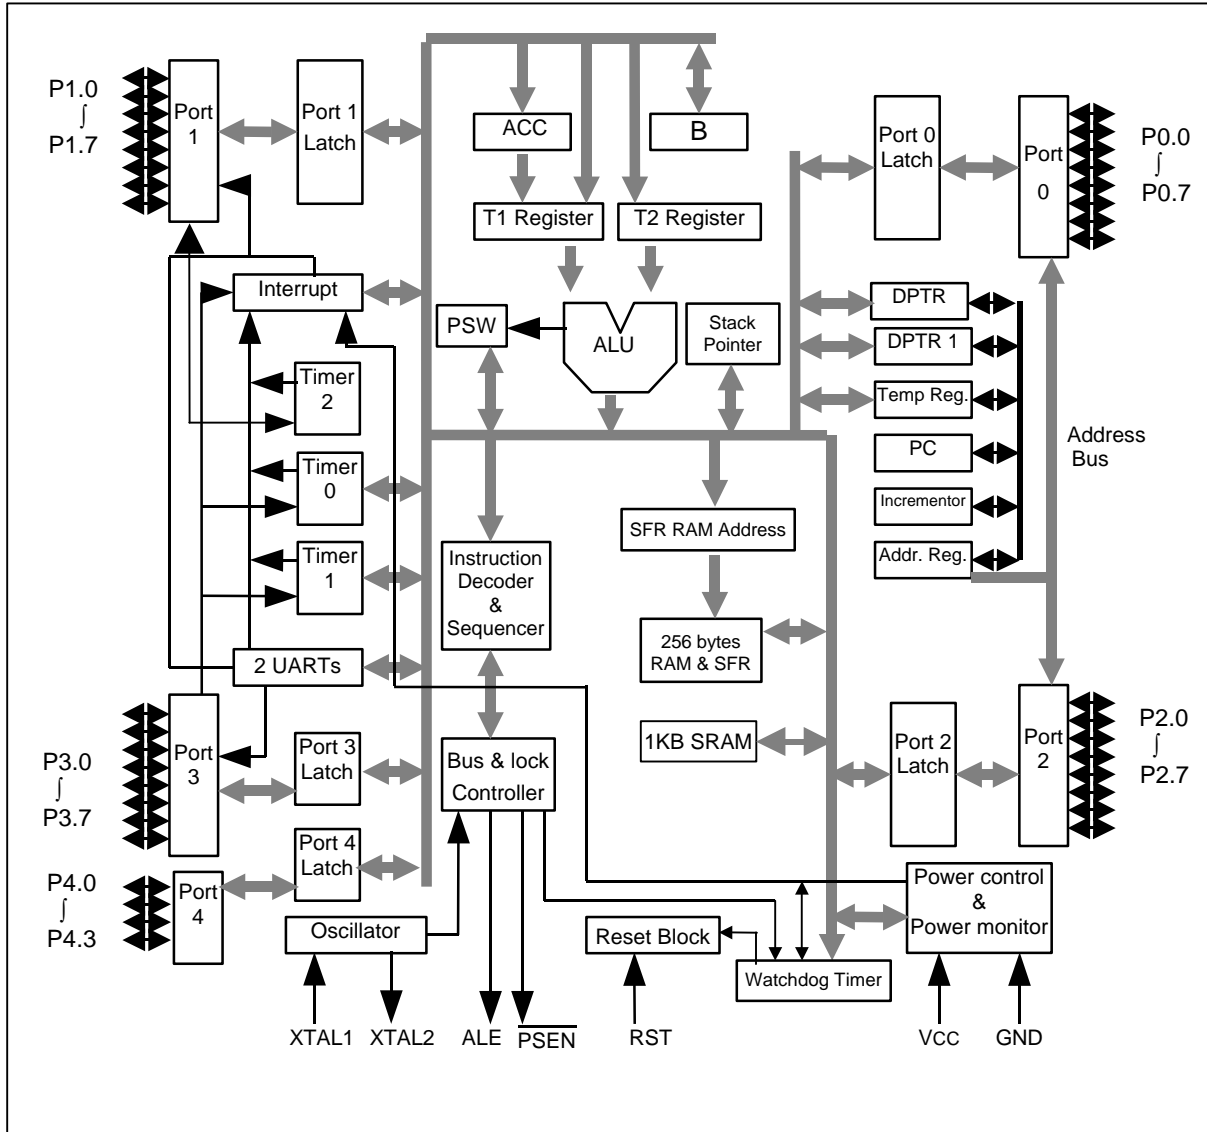 P1.0
∫
P1.7
Port
1
Port 1
Latch
ACC
B
T1 Register
T2 Register
Port 0
Latch
Port
0
P0.0
∫
P0.7
Interrupt
PSW
ALU
Stack
Pointer
DPTR
DPTR 1
Temp Reg.
PC
Incrementor
Addr. Reg.
Address
Bus
Timer
2
Timer
0
Timer
1
Instruction
Decoder
&
Sequencer
SFR RAM Address
256 bytes
RAM & SFR
2 UARTs
1KB SRAM
P3.0
∫
P3.7
Port
3
Port 3
Latch
Bus & lock
Controller
Port 2
Latch
Port
2
P2.0
∫
P2.7
P4.0
∫
P4.3
Port
4
Port 4
Latch
Oscillator
Reset Block
Watchdog Timer
Power control
&
Power monitor
XTAL1
XTAL2
ALE
PSEN
RST
VCC
GND